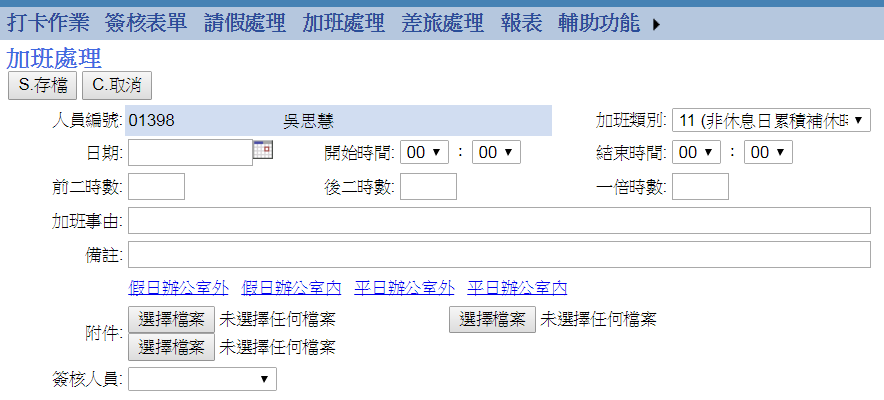 打卡作業 簽核表單 請假處理 加班處理 差旅處理 報表 輔助功能
加班處理
S.存檔 C.取消
人員編號: 01398 吳思慧 加班類別: 11 (非休息日累積補休時
日期: 開始時間: 00 : 00 結束時間: 00 : 00
前二時數: 後二時數: 一倍時數:
加班事由:
備註:
假日辦公室外 假日辦公室內 平日辦公室外 平日辦公室內
附件: 選擇檔案 未選擇任何檔案 選擇檔案 未選擇任何檔案
選擇檔案 未選擇任何檔案
簽核人員: